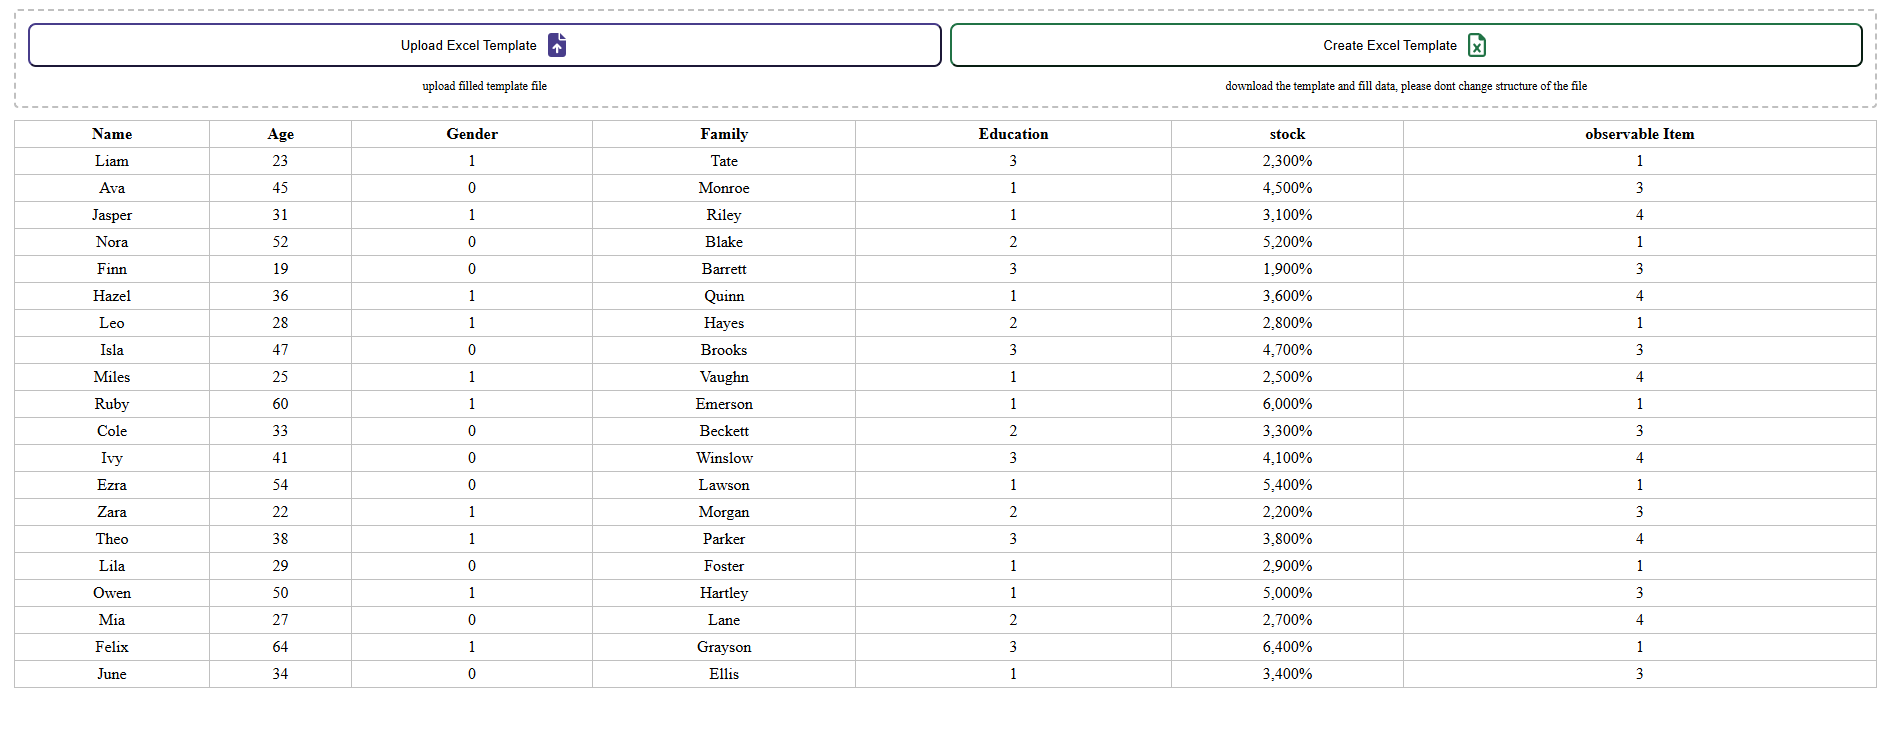 Upload Excel Template Create Excel Template
upload filled template file download the template and fill data, please dont change structure of the file
Name Age Gender Family Education stock observable Item
Liam 23 1 Tate 3 2,300% 1
Ava 45 0 Monroe 1 4,500% 3
Jasper 31 1 Riley 1 3,100% 4
Nora 52 0 Blake 2 5,200% 1
Finn 19 0 Barrett 3 1,900% 3
Hazel 36 1 Quinn 1 3,600% 4
Leo 28 1 Hayes 2 2,800% 1
Isla 47 0 Brooks 3 4,700% 3
Miles 25 1 Vaughn 1 2,500% 4
Ruby 60 1 Emerson 1 6,000% 1
Cole 33 0 Beckett 2 3,300% 3
Ivy 41 0 Winslow 3 4,100% 4
Ezra 54 0 Lawson 1 5,400% 1
Zara 22 1 Morgan 2 2,200% 3
Theo 38 1 Parker 3 3,800% 4
Lila 29 0 Foster 1 2,900% 1
Owen 50 1 Hartley 1 5,000% 3
Mia 27 0 Lane 2 2,700% 4
Felix 64 1 Grayson 3 6,400% 1
June 34 0 Ellis 1 3,400% 3